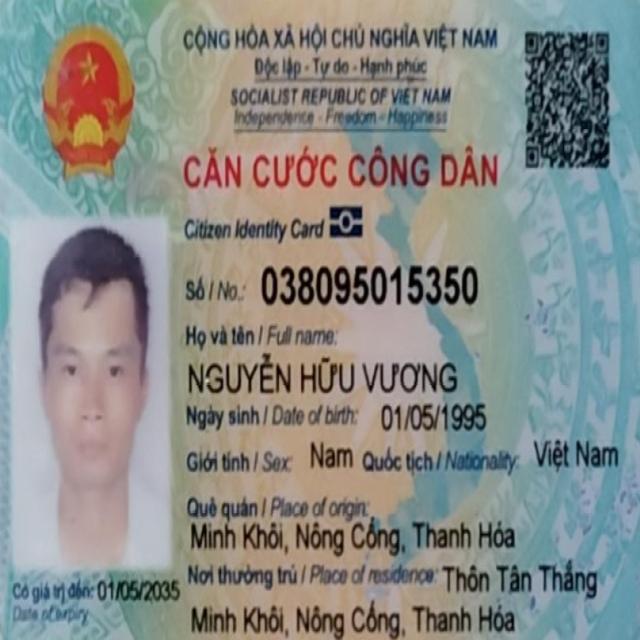 CỘNG HÒA XÃ HỘI CHỦ NGHĨA VIỆT NAM
Độc lập - Tự do - Hạnh phúc
SOCIALIST REPUBLIC OF VIET NAM
Independence - Freedom - Happiness
CĂN CƯỚC CÔNG DÂN
Citizen Identity Card
Số / No.: 038095015350
Họ và tên / Full name:
NGUYỄN HỮU VƯƠNG
Ngày sinh / Date of birth: 01/05/1995
Giới tính / Sex: Nam Quốc tịch / Nationality: Việt Nam
Quê quán / Place of origin:
Minh Khôi, Nông Cống, Thanh Hóa
Nơi thường trú / Place of residence: Thôn Tân Thắng
Minh Khôi, Nông Cống, Thanh Hóa
Có giá trị đến: 01/05/2035
Date of expiry